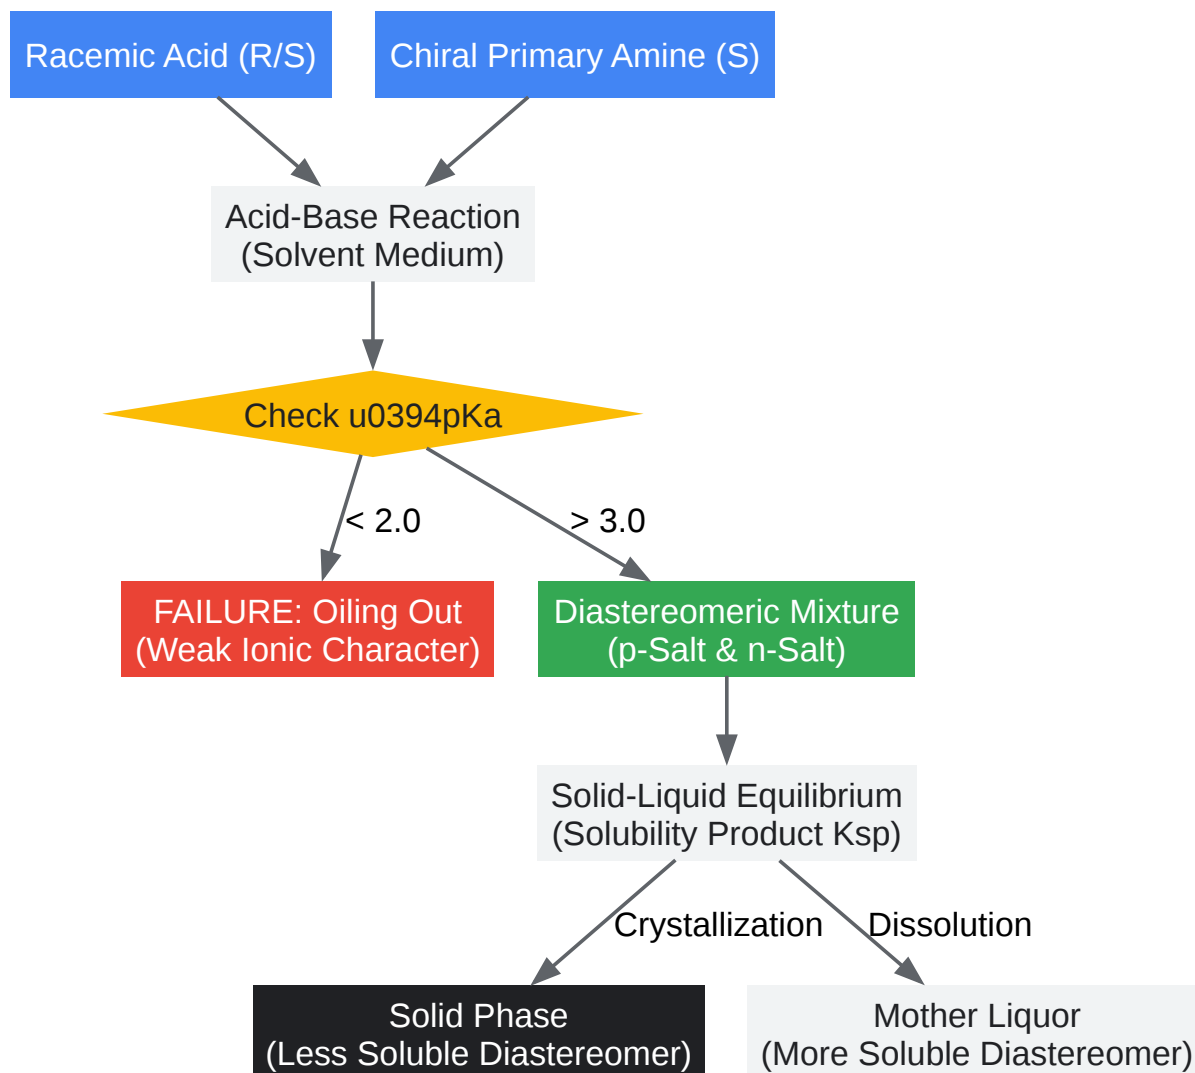 Racemic Acid (R/S)
Chiral Primary Amine (S)
Acid-Base Reaction
(Solvent Medium)
Check u0394pKa
< 2.0
> 3.0
FAILURE: Oiling Out
(Weak Ionic Character)
Diastereomeric Mixture
(p-Salt & n-Salt)
Solid-Liquid Equilibrium
(Solubility Product Ksp)
Crystallization
Dissolution
Solid Phase
(Less Soluble Diastereomer)
Mother Liquor
(More Soluble Diastereomer)